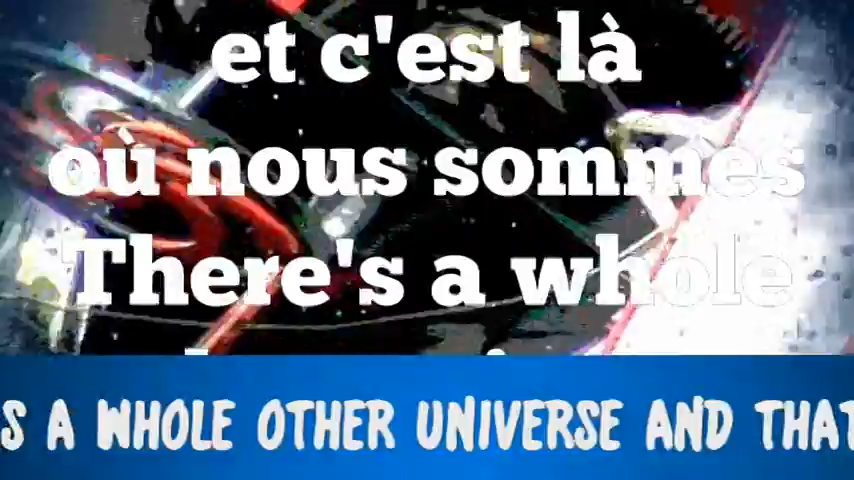 et c'est là
où nous sommes
There's a whole
S A WHOLE OTHER UNIVERSE AND THAT